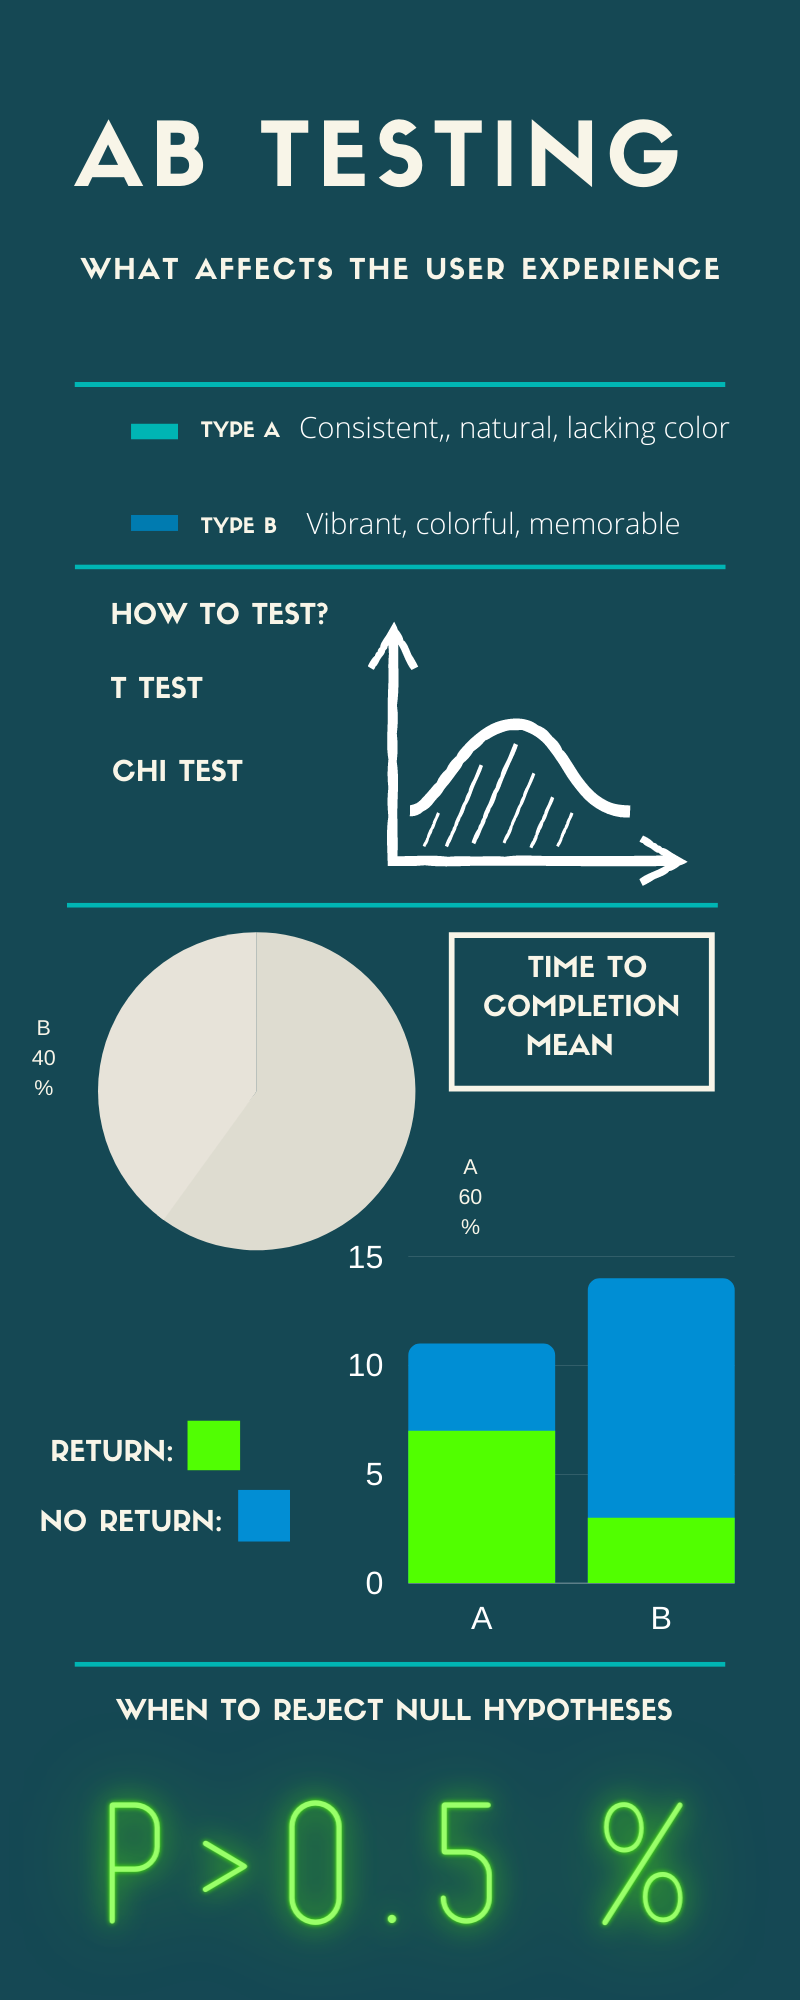 AB TESTING
WHAT AFFECTS THE USER EXPERIENCE
TYPE A Consistent,, natural, lacking color
TYPE B Vibrant, colorful, memorable
HOW TO TEST?
T TEST
CHI TEST
B
40
%
TIME TO
COMPLETION
MEAN
A
60
%
15
10
5
0
A
B
RETURN:
NO RETURN:
WHEN TO REJECT NULL HYPOTHESES
P>0.5 %